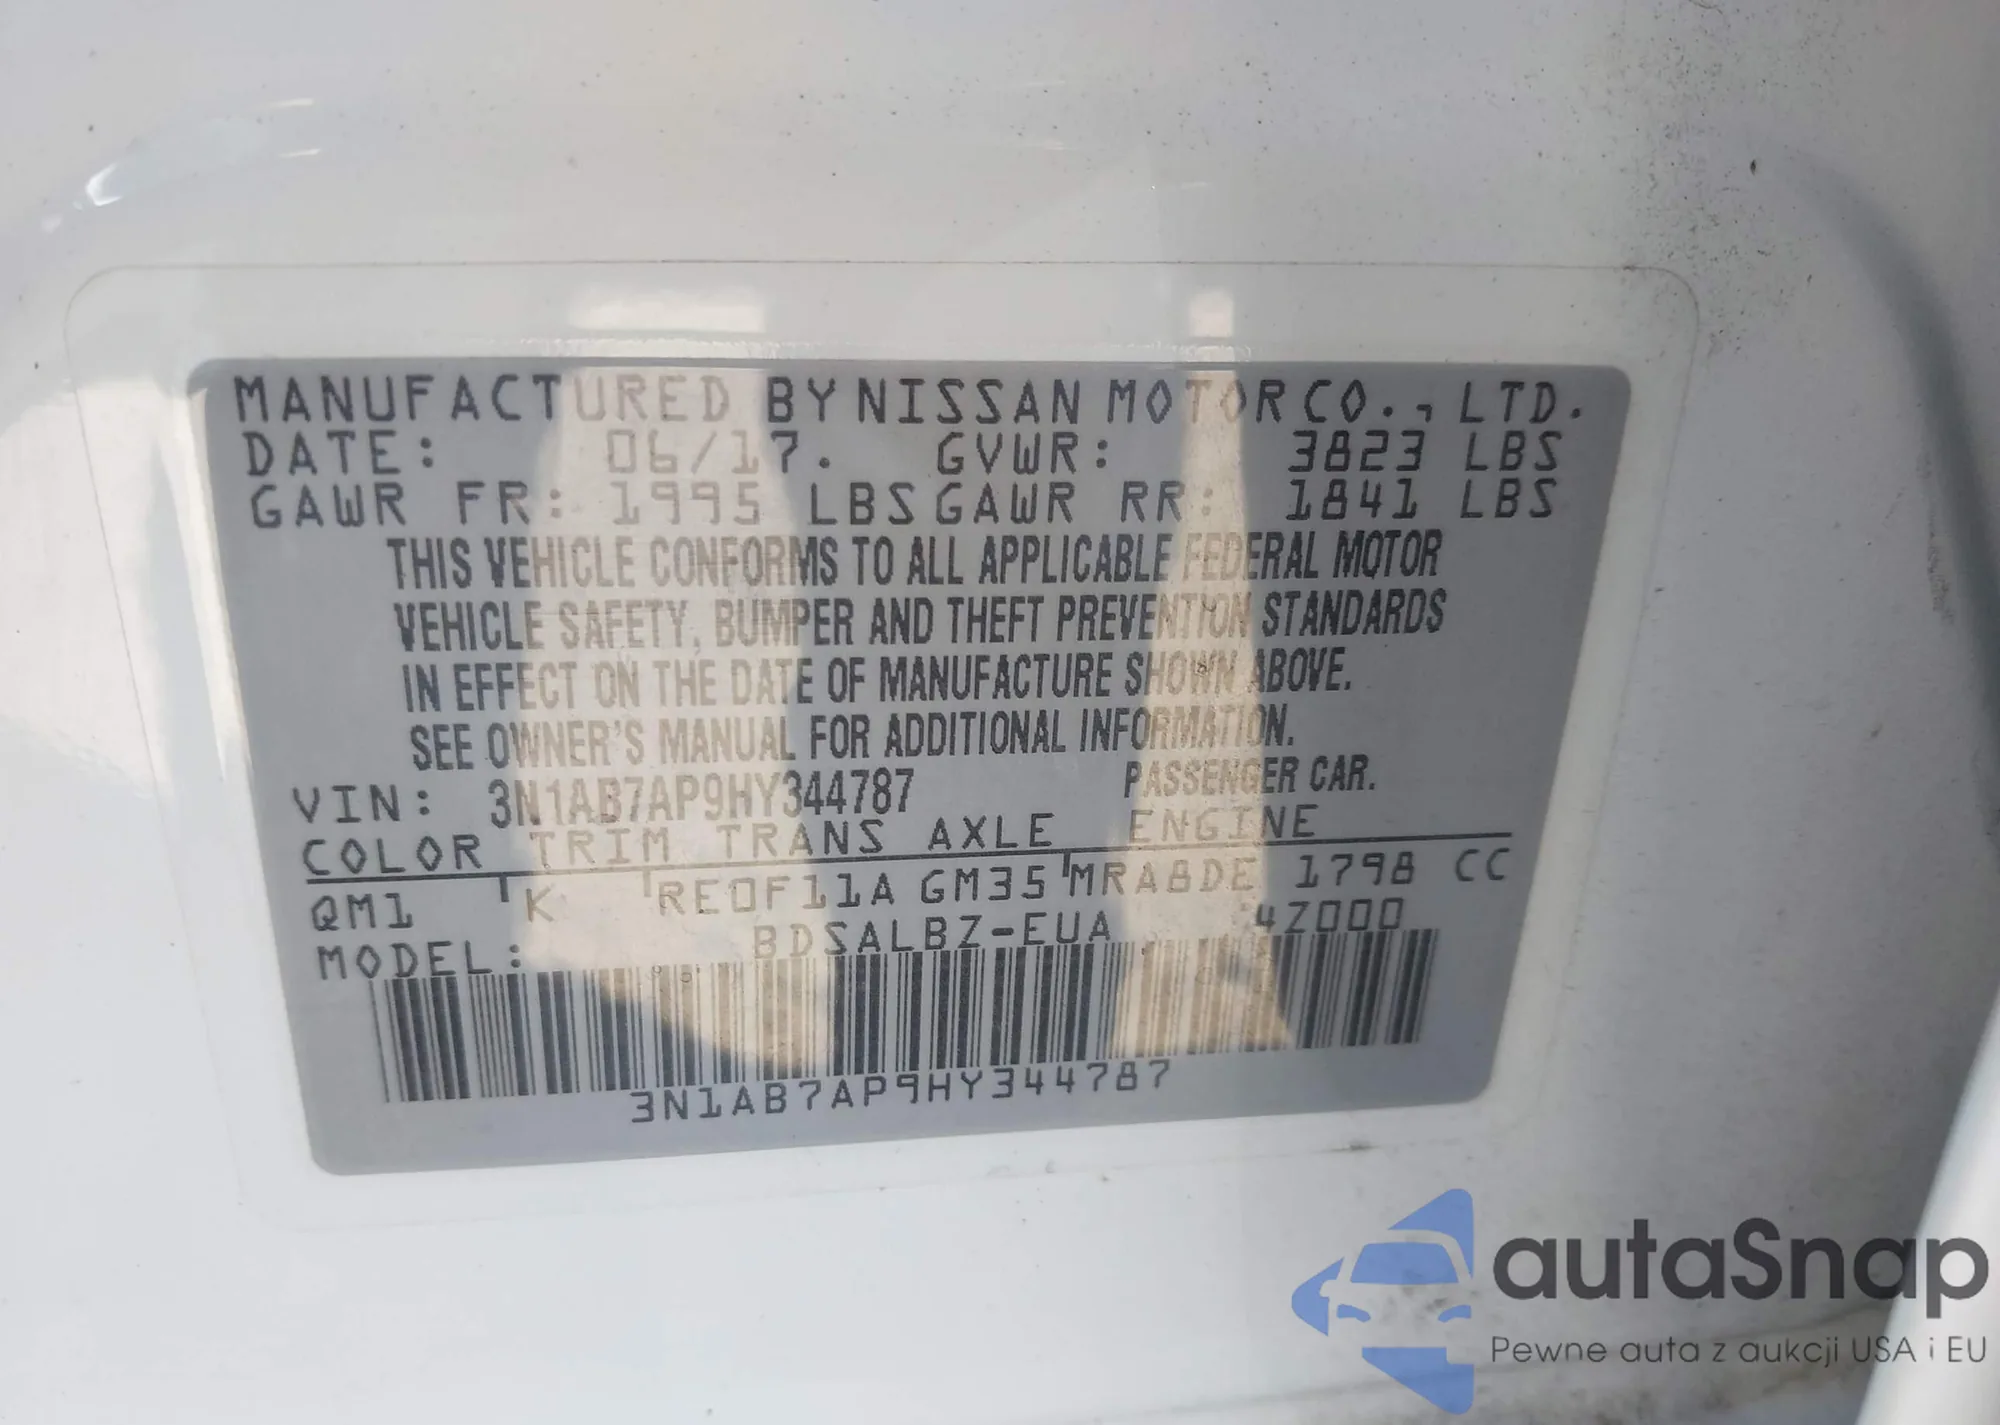 MANUFACTURED BY NISSAN MOTOR CO., LTD.
DATE: 06/17. GVWR: 3823 LBS
GAWR FR: 1995 LBS GAWR RR: 1841 LBS
THIS VEHICLE CONFORMS TO ALL APPLICABLE FEDERAL MOTOR
VEHICLE SAFETY, BUMPER AND THEFT PREVENTION STANDARDS
IN EFFECT ON THE DATE OF MANUFACTURE SHOWN ABOVE.
SEE OWNER'S MANUAL FOR ADDITIONAL INFORMATION.
VIN: 3N1AB7AP9HY344787 PASSENGER CAR.
COLOR TRIM TRANS AXLE ENGINE
QM1 K RE0F11A GM35 MRA8DE 1798 CC
MODEL: BDSALBZ-EUA 4Z000
3N1AB7AP9HY344787
autaSnap
Pewne auta z aukcji USA i EU